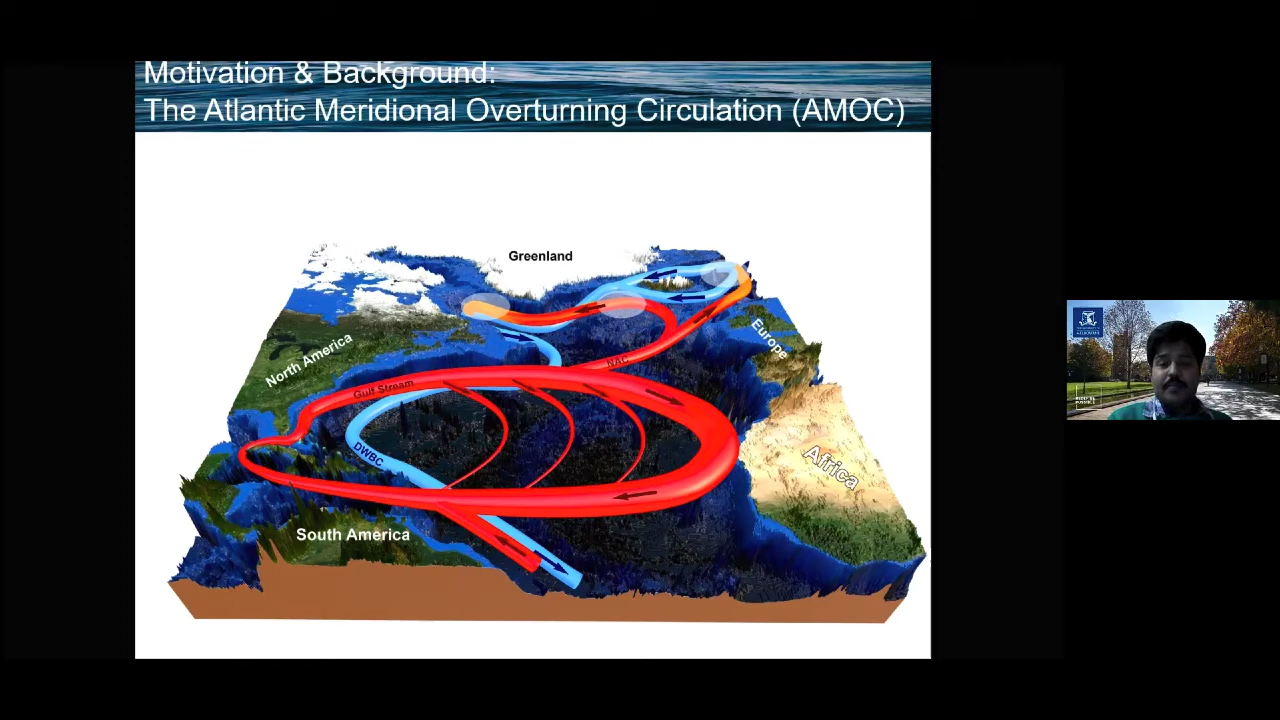 Motivation & Background:
The Atlantic Meridional Overturning Circulation (AMOC)
Greenland
North America
Europe
NAC
Gulf Stream
DWBC
Africa
South America
MELBOURNE